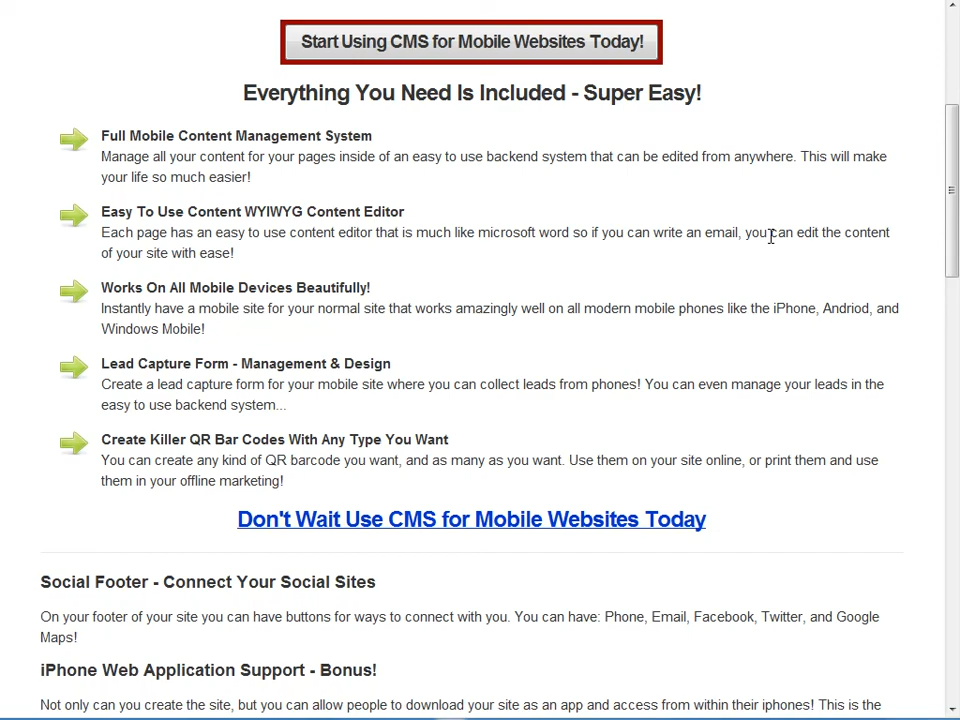 Start Using CMS for Mobile Websites Today!
Everything You Need Is Included - Super Easy!
Full Mobile Content Management System
Manage all your content for your pages inside of an easy to use backend system that can be edited from anywhere. This will make
your life so much easier!
Easy To Use Content WYIWYG Content Editor
Each page has an easy to use content editor that is much like microsoft word so if you can write an email, you can edit the content
of your site with ease!
Works On All Mobile Devices Beautifully!
Instantly have a mobile site for your normal site that works amazingly well on all modern mobile phones like the iPhone, Andriod, and
Windows Mobile!
Lead Capture Form - Management & Design
Create a lead capture form for your mobile site where you can collect leads from phones! You can even manage your leads in the
easy to use backend system...
Create Killer QR Bar Codes With Any Type You Want
You can create any kind of QR barcode you want, and as many as you want. Use them on your site online, or print them and use
them in your offline marketing!
Don't Wait Use CMS for Mobile Websites Today
Social Footer - Connect Your Social Sites
On your footer of your site you can have buttons for ways to connect with you. You can have: Phone, Email, Facebook, Twitter, and Google
Maps!
iPhone Web Application Support - Bonus!
Not only can you create the site, but you can allow people to download your site as an app and access from within their iphones! This is the